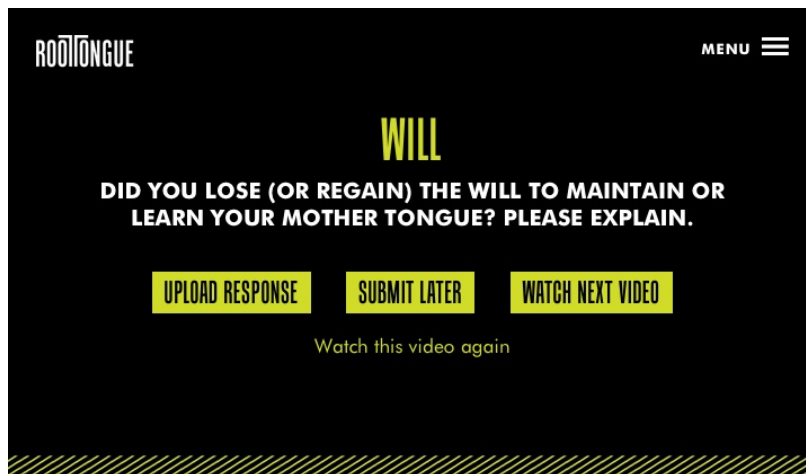 ROOTTONGUE
MENU
WILL
DID YOU LOSE (OR REGAIN) THE WILL TO MAINTAIN OR
LEARN YOUR MOTHER TONGUE? PLEASE EXPLAIN.
UPLOAD RESPONSE SUBMIT LATER WATCH NEXT VIDEO
Watch this video again